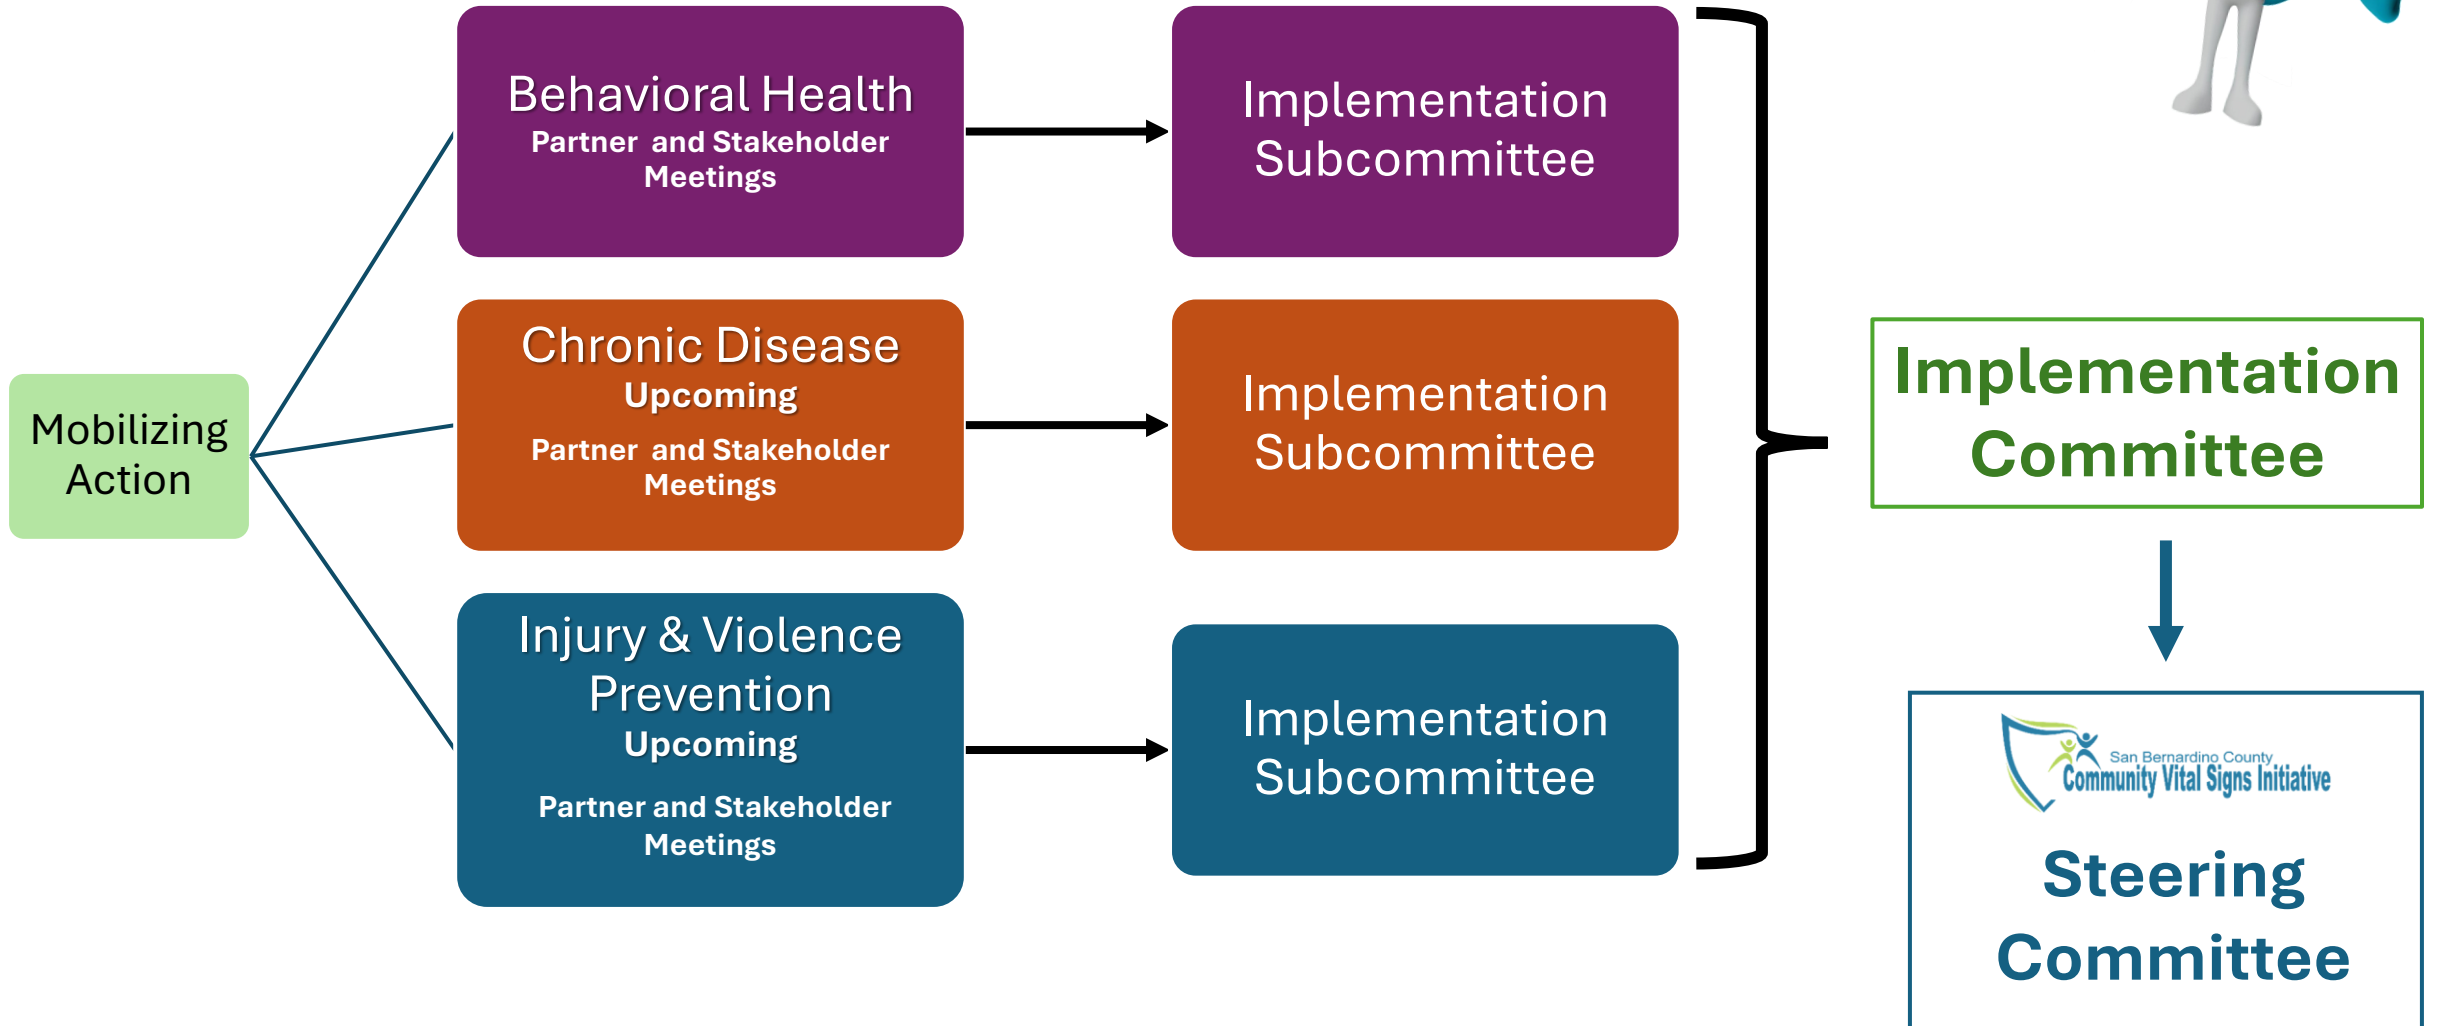 Mobilizing
Action
Behavioral Health
Partner and Stakeholder
Meetings
Implementation
Subcommittee
Chronic Disease
Upcoming
Partner and Stakeholder
Meetings
Implementation
Subcommittee
Injury & Violence
Prevention
Upcoming
Partner and Stakeholder
Meetings
Implementation
Subcommittee
Implementation
Committee
San Bernardino County
Community Vital Signs Initiative
Steering
Committee